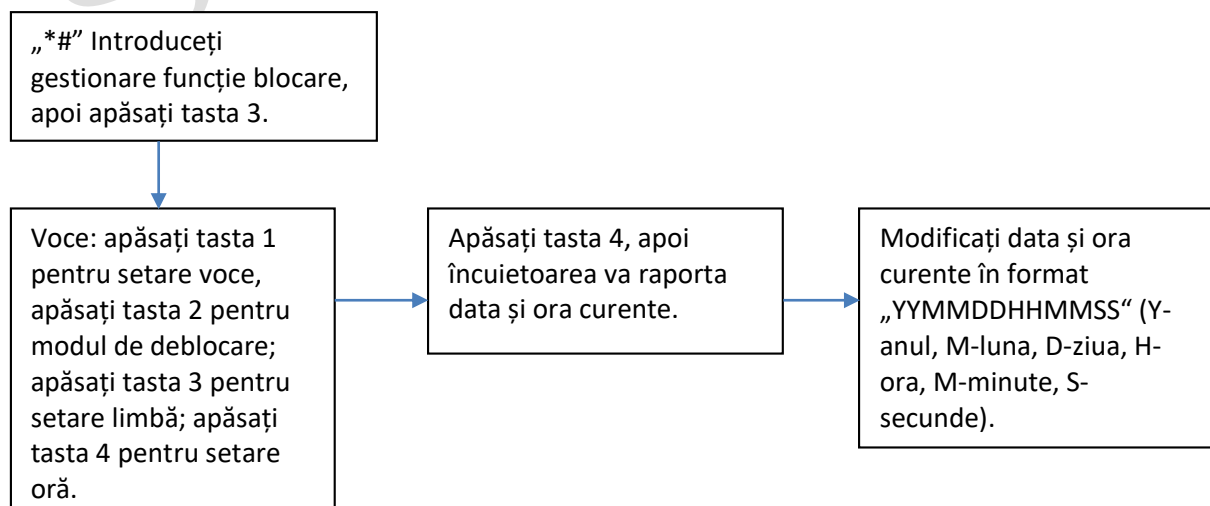 „*#” Introduceți
gestionare funcție blocare,
apoi apăsați tasta 3.
Voce: apăsați tasta 1
pentru setare voce,
apăsați tasta 2 pentru
modul de deblocare;
apăsați tasta 3 pentru
setare limbă; apăsați
tasta 4 pentru setare
oră.
Apăsați tasta 4, apoi
încuietoarea va raporta
data și ora curente.
Modificați data și ora
curente în format
„YYMMDDHHMMSS“ (Y-
anul, M-luna, D-ziua, H-
ora, M-minute, S-
secunde).